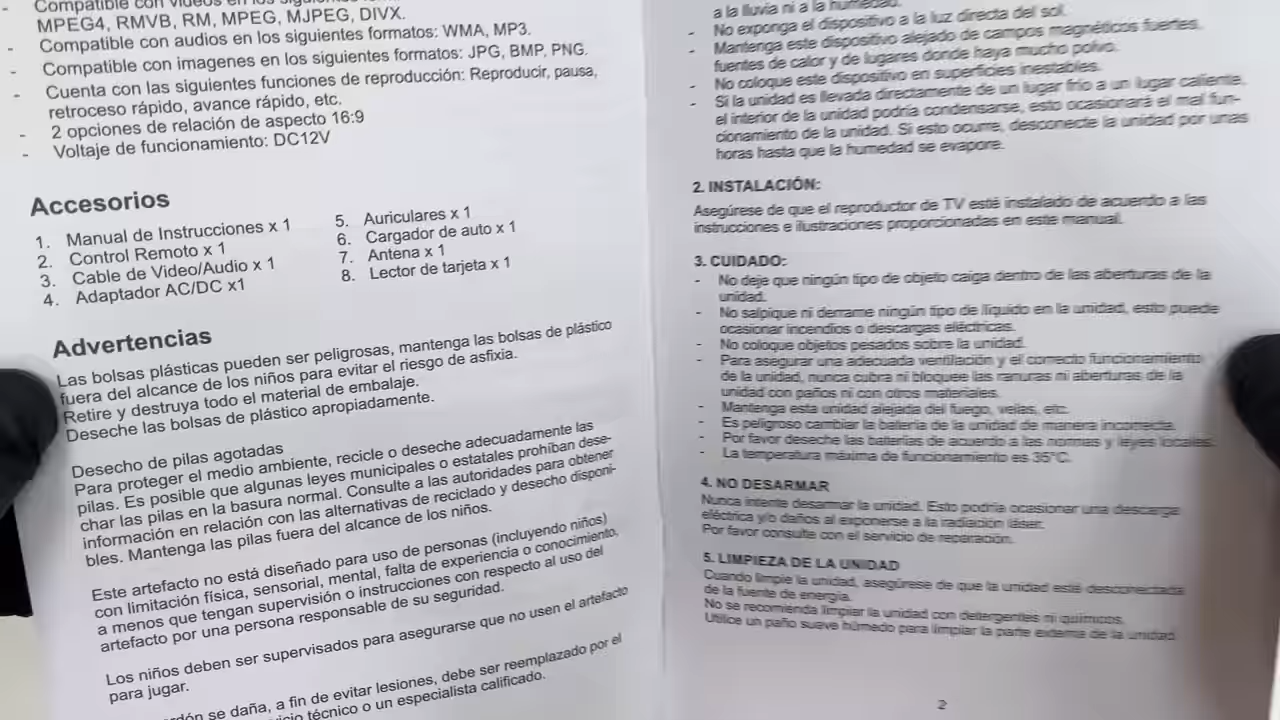 Compatible con videos en los siguientes formatos:
MPEG4, RMVB, RM, MPEG, MJPEG, DIVX.
- Compatible con audios en los siguientes formatos: WMA, MP3.
- Compatible con imagenes en los siguientes formatos: JPG, BMP, PNG.
- Cuenta con las siguientes funciones de reproducción: Reproducir, pausa,
retroceso rápido, avance rápido, etc.
- 2 opciones de relación de aspecto 16:9
- Voltaje de funcionamiento: DC12V
Accesorios
1. Manual de Instrucciones x 1
2. Control Remoto x 1
3. Cable de Video/Audio x 1
4. Adaptador AC/DC x1
5. Auriculares x 1
6. Cargador de auto x 1
7. Antena x 1
8. Lector de tarjeta x 1
Advertencias
Las bolsas plásticas pueden ser peligrosas, mantenga las bolsas de plástico
fuera del alcance de los niños para evitar el riesgo de asfixia.
Retire y destruya todo el material de embalaje.
Deseche las bolsas de plástico apropiadamente.
Desecho de pilas agotadas
Para proteger el medio ambiente, recicle o deseche adecuadamente las
pilas. Es posible que algunas leyes municipales o estatales prohíban dese-
char las pilas en la basura normal. Consulte a las autoridades para obtener
información en relación con las alternativas de reciclado y desecho disponi-
bles. Mantenga las pilas fuera del alcance de los niños.
Este artefacto no está diseñado para uso de personas (incluyendo niños)
con limitación física, sensorial, mental, falta de experiencia o conocimiento,
a menos que tengan supervisión o instrucciones con respecto al uso del
artefacto por una persona responsable de su seguridad.
Los niños deben ser supervisados para asegurarse que no usen el artefacto
para jugar.
se daña, a fin de evitar lesiones, debe ser reemplazado por el
técnico o un especialista calificado.
a la lluvia ni a la humedad.
- No exponga el dispositivo a la luz directa del sol.
- Mantenga este dispositivo alejado de campos magnéticos fuertes,
fuentes de calor y de lugares donde haya mucho polvo.
- No coloque este dispositivo en superficies inestables.
- Si la unidad es llevada directamente de un lugar frío a un lugar caliente,
el interior de la unidad podría condensarse, esto ocasionará el mal fun-
cionamiento de la unidad. Si esto ocurre, desconecte la unidad por unas
horas hasta que la humedad se evapore.
2. INSTALACIÓN:
Asegúrese de que el reproductor de TV esté instalado de acuerdo a las
instrucciones e ilustraciones proporcionadas en este manual.
3. CUIDADO:
- No deje que ningún tipo de objeto caiga dentro de las aberturas de la
unidad.
- No salpique ni derrame ningún tipo de líquido en la unidad, esto puede
ocasionar incendios o descargas eléctricas.
- No coloque objetos pesados sobre la unidad.
- Para asegurar una adecuada ventilación y el correcto funcionamiento
de la unidad, nunca cubra ni bloquee las ranuras ni aberturas de la
unidad con paños ni con otros materiales.
- Mantenga esta unidad alejada del fuego, velas, etc.
- Es peligroso cambiar la batería de la unidad de manera incorrecta.
- Por favor deseche las baterías de acuerdo a las normas y leyes locales.
- La temperatura máxima de funcionamiento es 35°C.
4. NO DESARMAR
Nunca intente desarmar la unidad. Esto podría ocasionar una descarga
eléctrica y/o daños al exponerse a la radiación láser.
Por favor consulte con el servicio de reparación.
5. LIMPIEZA DE LA UNIDAD
Cuando limpie la unidad, asegúrese de que la unidad esté desconectada
de la fuente de energía.
No se recomienda limpiar la unidad con detergentes ni químicos.
Utilice un paño suave húmedo para limpiar la parte externa de la unidad.
2